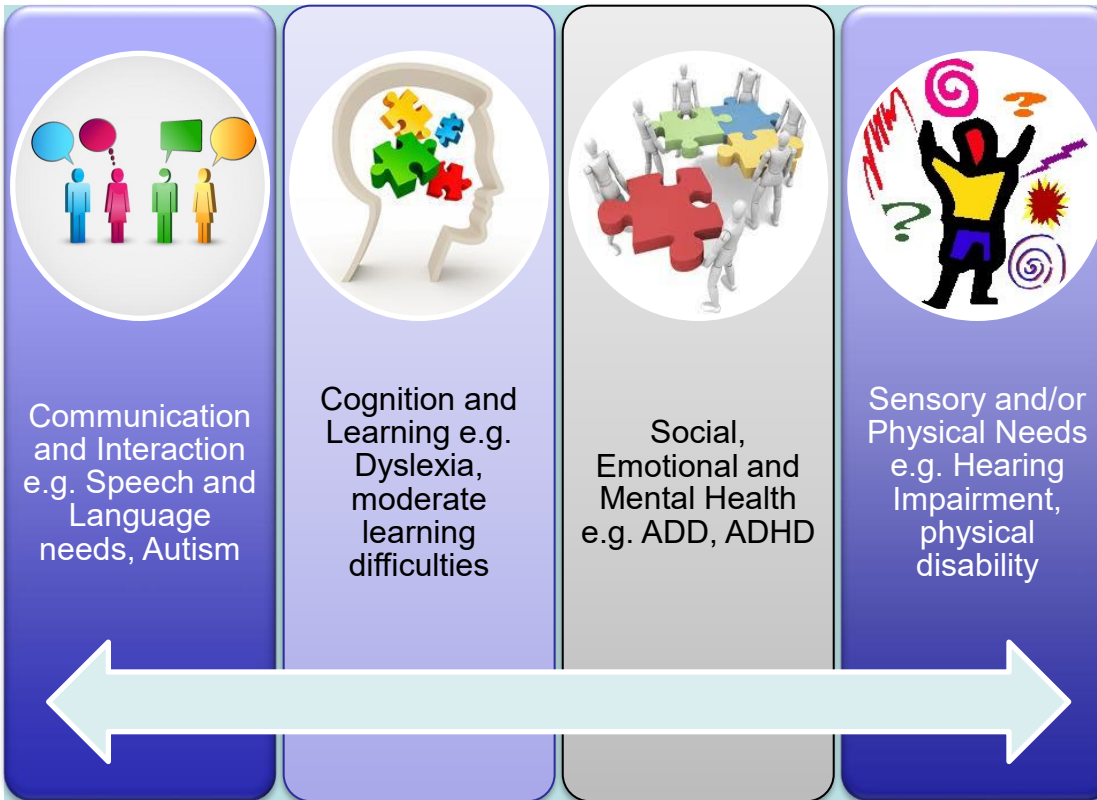 Communication
and Interaction
e.g. Speech and
Language
needs, Autism
Cognition and
Learning e.g.
Dyslexia,
moderate
learning
difficulties
Social,
Emotional and
Mental Health
e.g. ADD, ADHD
Sensory and/or
Physical Needs
e.g. Hearing
Impairment,
physical
disability